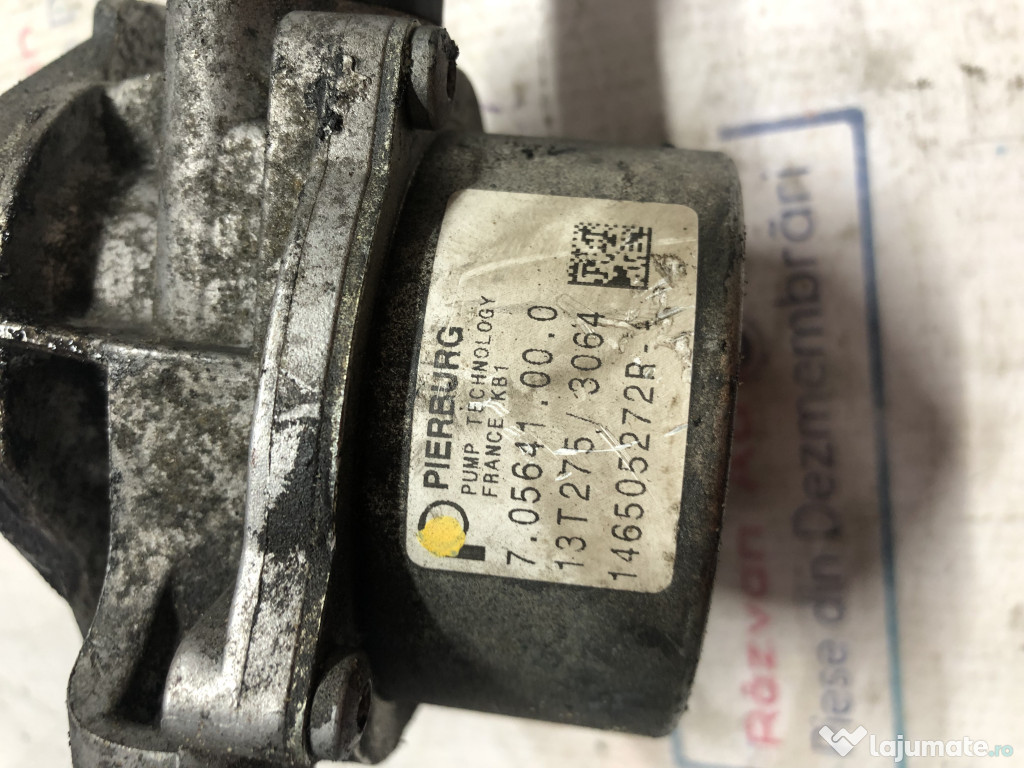 PIERBURG
PUMP TECHNOLOGY
FRANCE KB1
7.05641.00.0
13T275/3064
146505272R-A
Răzvan
Piese din Dezmembrări
lajumate.ro